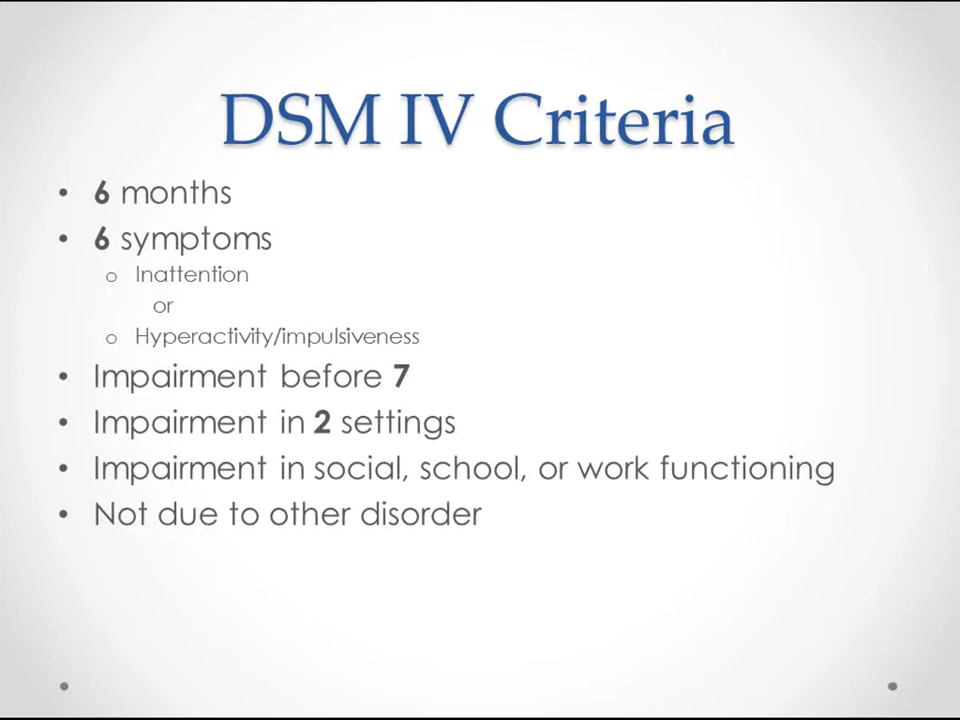 DSM IV Criteria
• 6 months
• 6 symptoms
o Inattention
or
o Hyperactivity/impulsiveness
• Impairment before 7
• Impairment in 2 settings
• Impairment in social, school, or work functioning
• Not due to other disorder